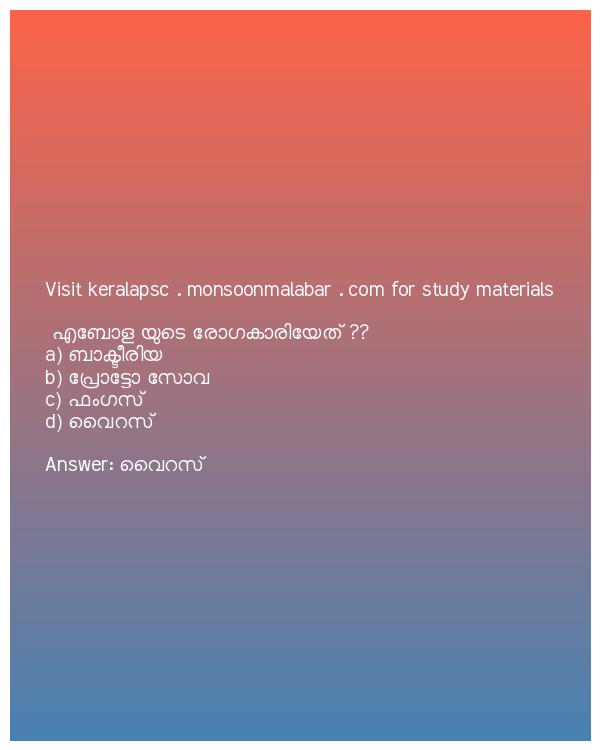 Visit keralapsc . monsoonmalabar . com for study materials
എബോള യുടെ രോഗകാരിയേത് ??
a) ബാക്ടീരിയ
b) പ്രോട്ടോ സോവ
c) ഫംഗസ്
d) വൈറസ്
Answer: വൈറസ്